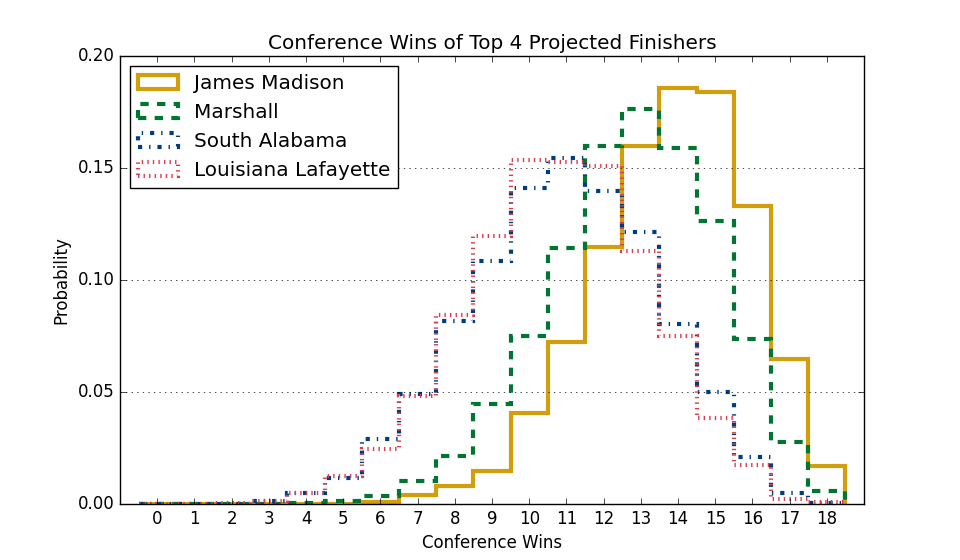 Conference Wins of Top 4 Projected Finishers
0.20
James Madison
Marshall
South Alabama
Louisiana Lafayette
0.15
0.10
0.05
0.00
Probability
0 1 2 3 4 5 6 7 8 9 10 11 12 13 14 15 16 17 18
Conference Wins